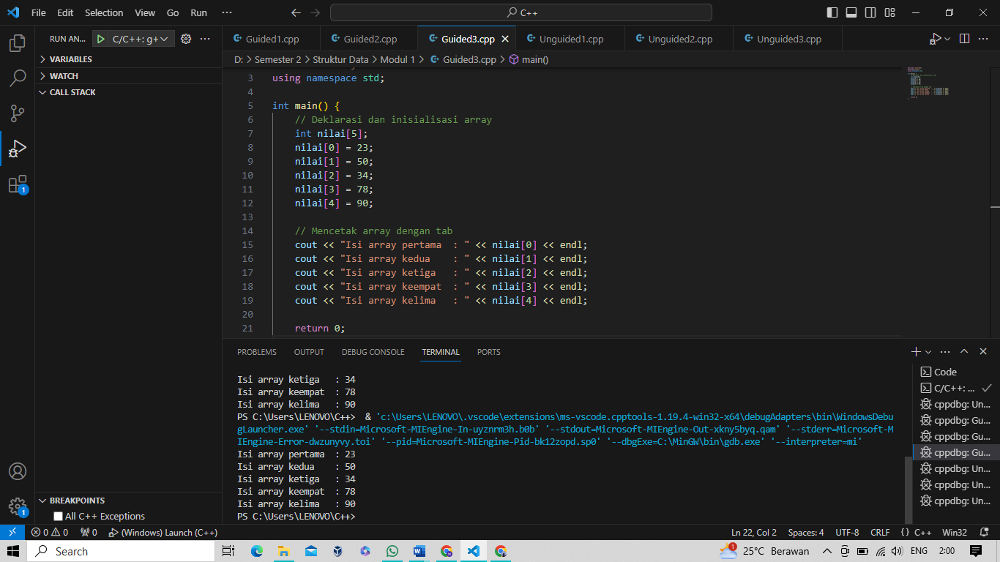 File Edit Selection View Go Run ··· C++
RUN AN... C/C++: g+ ···
Guided1.cpp Guided2.cpp Guided3.cpp Unguided1.cpp Unguided2.cpp Unguided3.cpp ···
D: > Semester 2 > Struktur Data > Modul 1 > Guided3.cpp > main()
VARIABLES
WATCH
CALL STACK
3 using namespace std;
4
5 int main() {
6 // Deklarasi dan inisialisasi array
7 int nilai[5];
8 nilai[0] = 23;
9 nilai[1] = 50;
10 nilai[2] = 34;
11 nilai[3] = 78;
12 nilai[4] = 90;
13
14 // Mencetak array dengan tab
15 cout << "Isi array pertama  : " << nilai[0] << endl;
16 cout << "Isi array kedua    : " << nilai[1] << endl;
17 cout << "Isi array ketiga   : " << nilai[2] << endl;
18 cout << "Isi array keempat  : " << nilai[3] << endl;
19 cout << "Isi array kelima   : " << nilai[4] << endl;
20
21 return 0;
PROBLEMS OUTPUT DEBUG CONSOLE TERMINAL PORTS
Isi array ketiga   : 34
Isi array keempat  : 78
Isi array kelima   : 90
PS C:\Users\LENOVO\C++>  & 'c:\Users\LENOVO\.vscode\extensions\ms-vscode.cpptools-1.19.4-win32-x64\debugAdapters\bin\WindowsDebu
gLauncher.exe' '--stdin=Microsoft-MIEngine-In-uyznrm3h.b0b' '--stdout=Microsoft-MIEngine-Out-xkny5byq.qam' '--stderr=Microsoft-M
IEngine-Error-dwzunyvy.toi' '--pid=Microsoft-MIEngine-Pid-bk12zopd.sp0' '--dbgExe=C:\MinGW\bin\gdb.exe' '--interpreter=mi'
Isi array pertama  : 23
Isi array kedua    : 50
Isi array ketiga   : 34
Isi array keempat  : 78
Isi array kelima   : 90
PS C:\Users\LENOVO\C++>
Code
C/C++: ...
cppdbg: Un...
cppdbg: Gu...
cppdbg: Gu...
cppdbg: Gu...
cppdbg: Un...
cppdbg: Un...
cppdbg: Un...
1
1
BREAKPOINTS
All C++ Exceptions
0 0 0 (Windows) Launch (C++) Ln 22, Col 2 Spaces: 4 UTF-8 CRLF {} C++ Win32
Search 1 25°C Berawan ENG 2:00